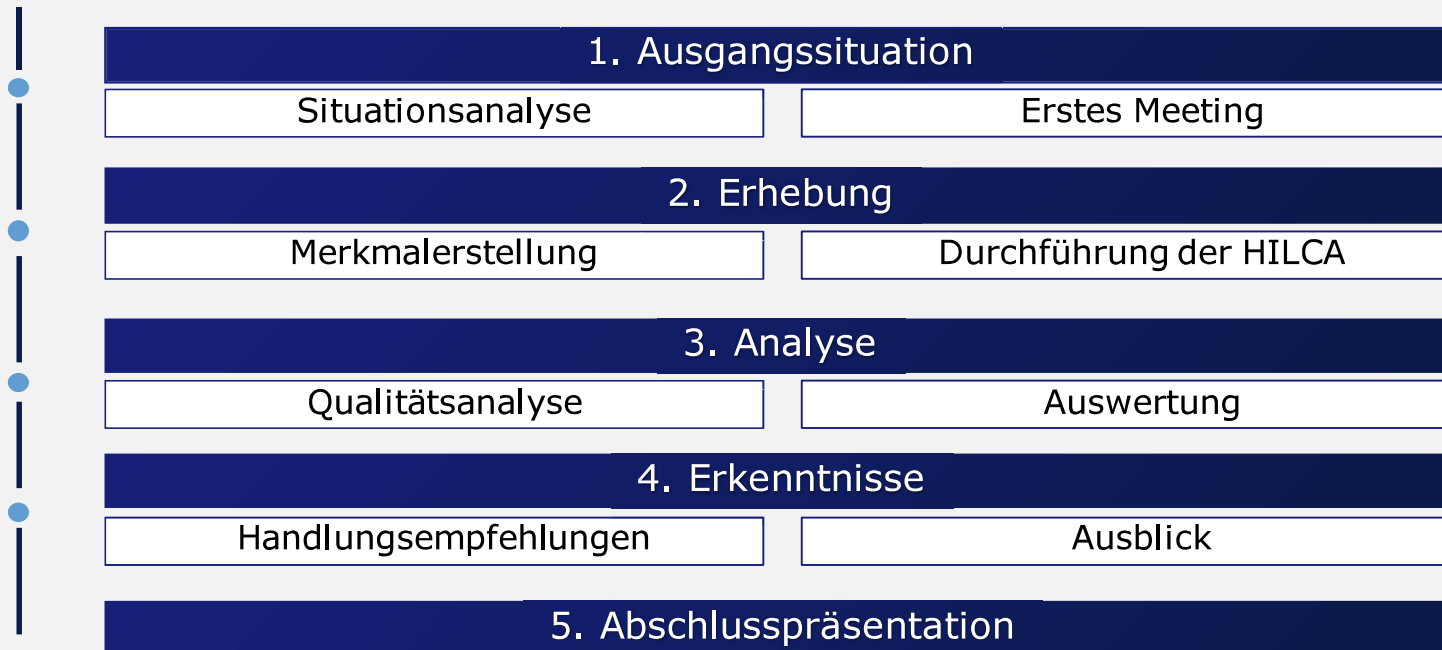 1. Ausgangssituation
Situationsanalyse
Erstes Meeting
2. Erhebung
Merkmalerstellung
Durchführung der HILCA
3. Analyse
Qualitätsanalyse
Auswertung
4. Erkenntnisse
Handlungsempfehlungen
Ausblick
5. Abschlusspräsentation